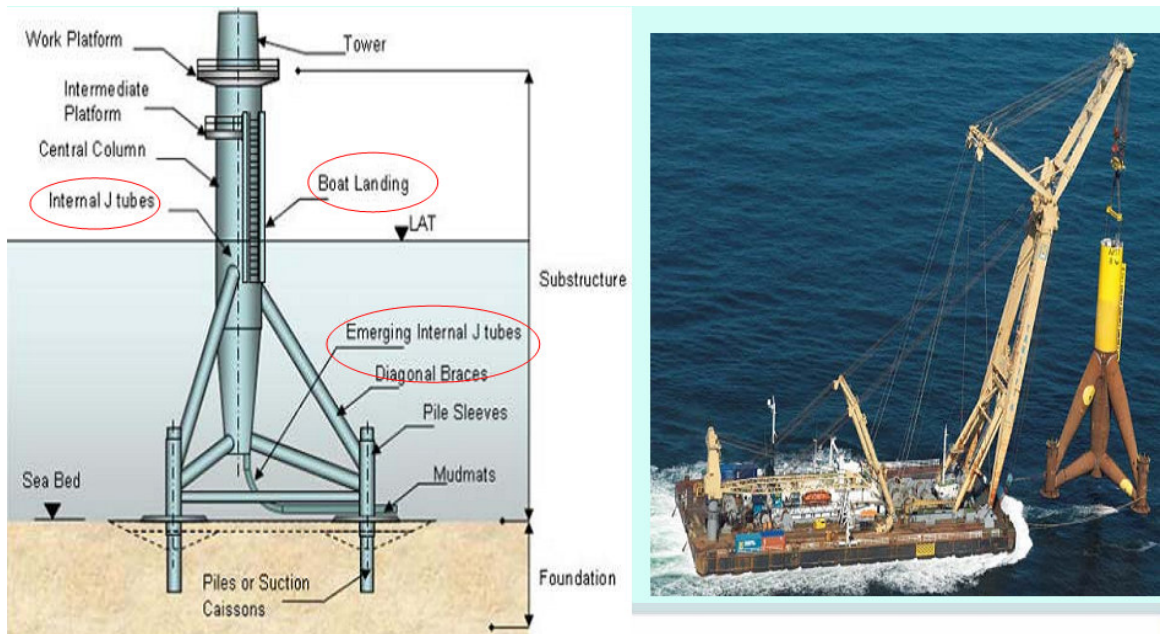 Work Platform
Tower
Intermediate
Platform
Central Column
Internal J tubes
Boat Landing
LAT
Substructure
Emerging Internal J tubes
Diagonal Braces
Pile Sleeves
Sea Bed
Mudmats
Piles or Suction
Caissons
Foundation